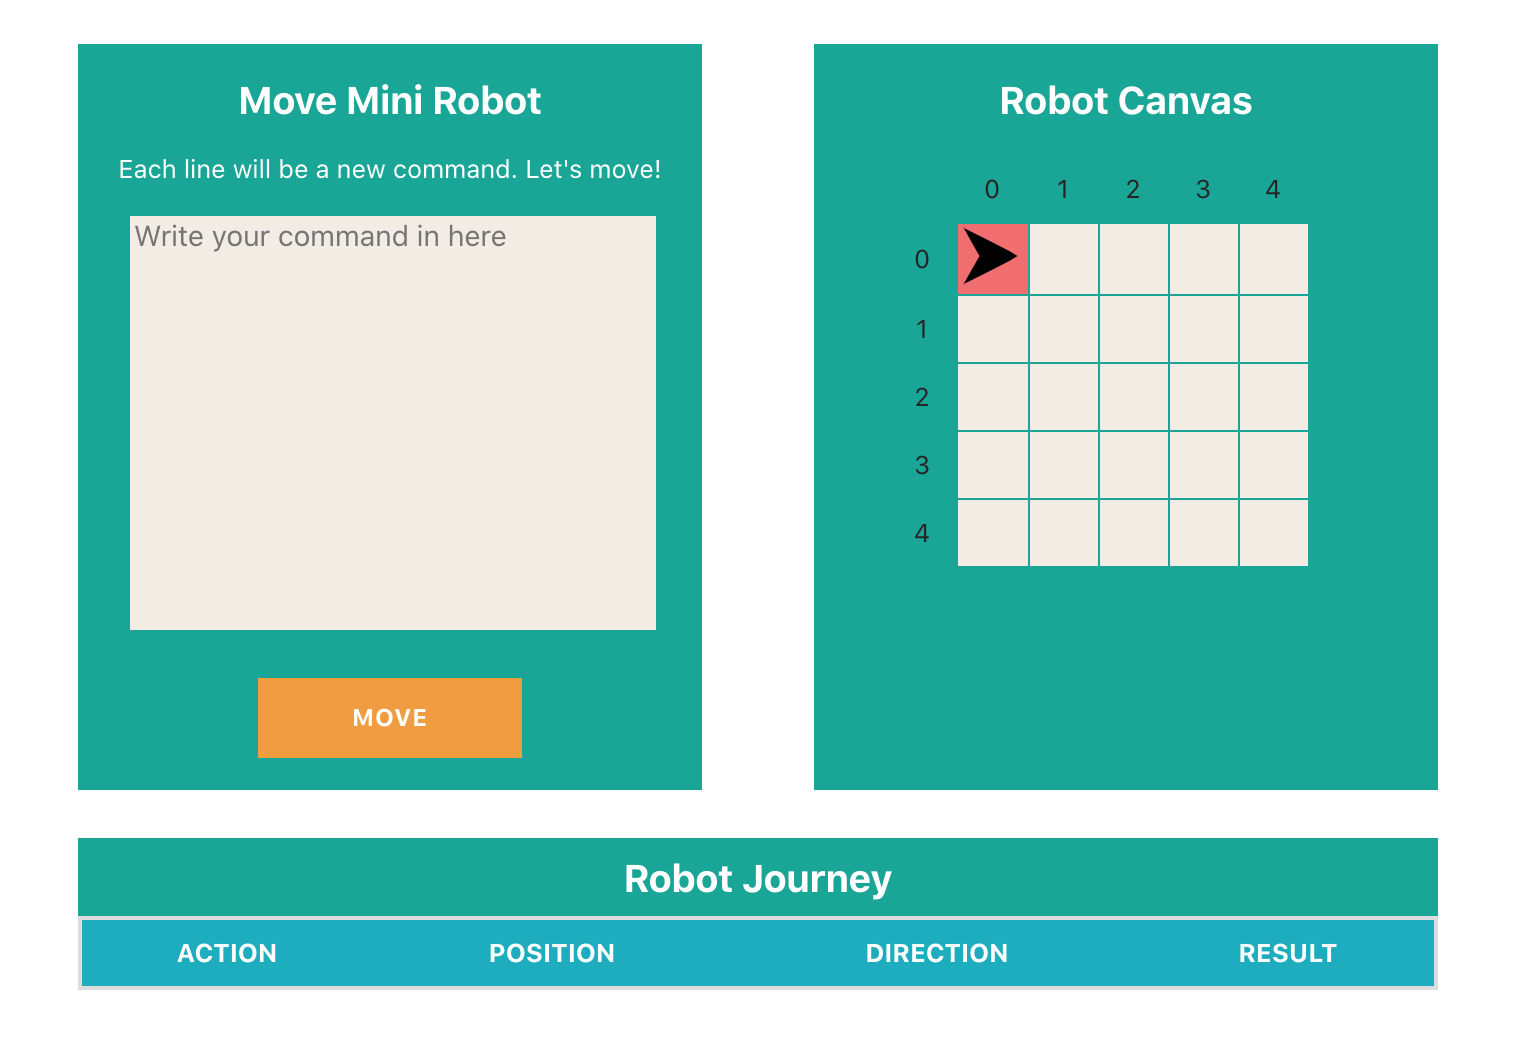 Move Mini Robot
Each line will be a new command. Let's move!
Write your command in here
MOVE
Robot Canvas
0 1 2 3 4
0
1
2
3
4
Robot Journey
ACTION POSITION DIRECTION RESULT